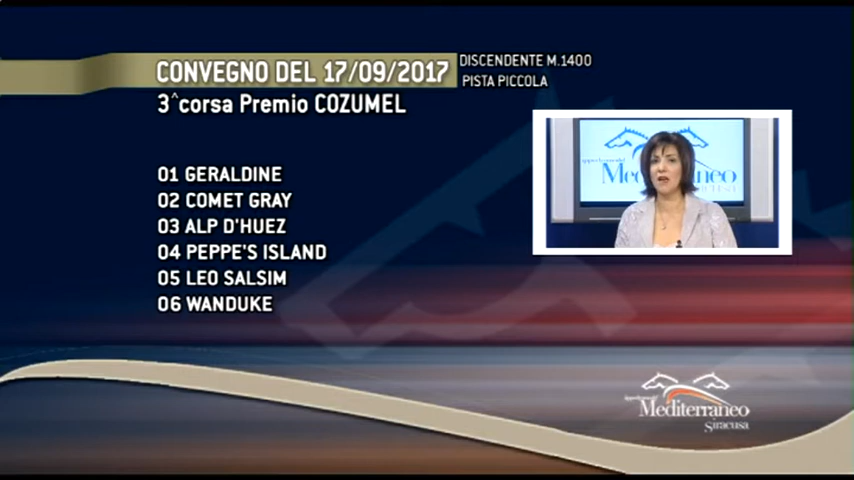 CONVEGNO DEL 17/09/2017
DISCENDENTE M.1400
PISTA PICCOLA
3^corsa Premio COZUMEL
01 GERALDINE
02 COMET GRAY
03 ALP D'HUEZ
04 PEPPE'S ISLAND
05 LEO SALSIM
06 WANDUKE
Mediterraneo
Mediterraneo
Siracusa